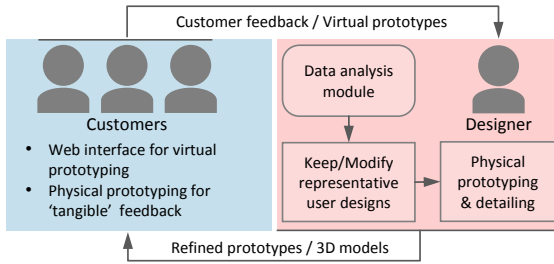 Customer feedback / Virtual prototypes
Customers
• Web interface for virtual
prototyping
• Physical prototyping for
‘tangible’ feedback
Data analysis
module
Designer
Keep/Modify
representative
user designs
Physical
prototyping
& detailing
Refined prototypes / 3D models